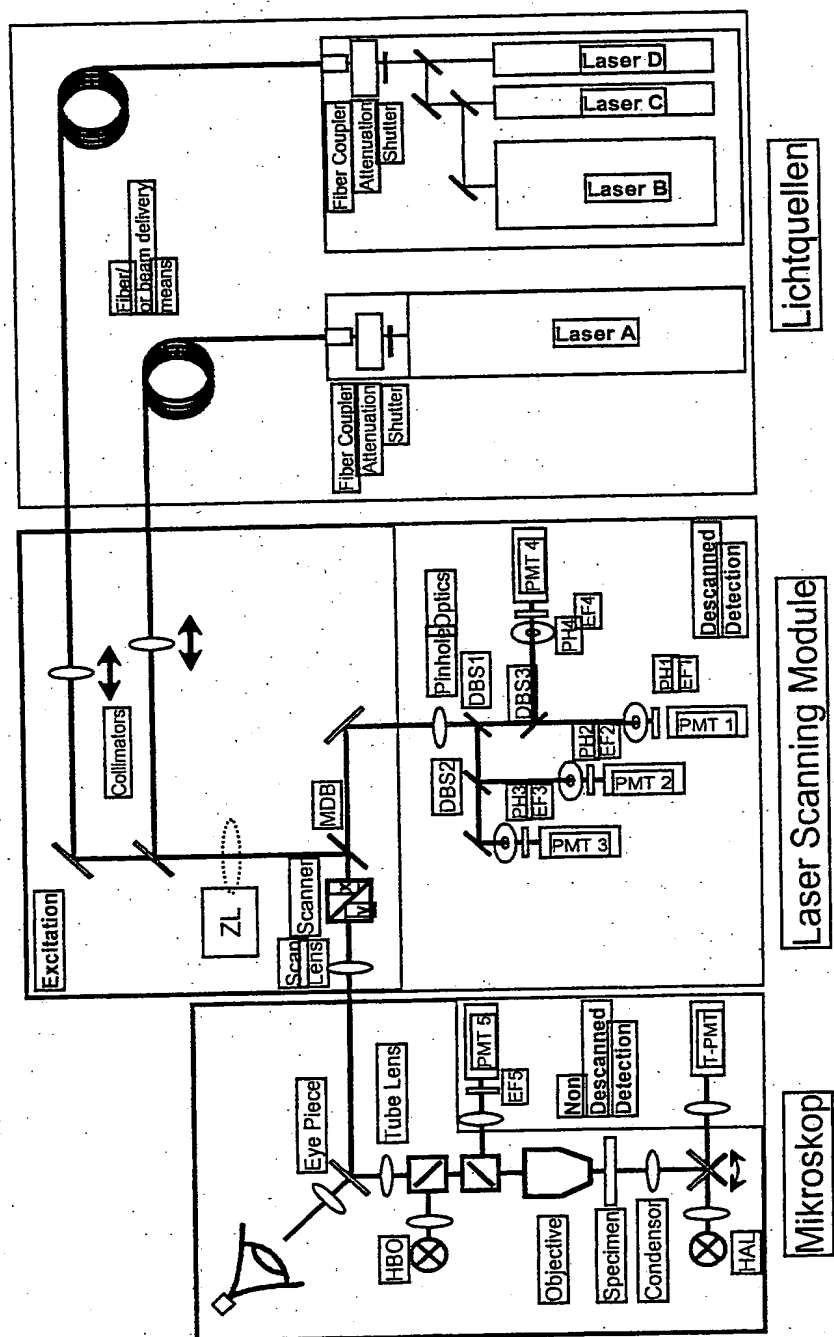 Mikroskop
Eye Piece
Tube Lens
HBO
PMT 5
EF5
Non
Descanned
Detection
Objective
Specimen
Condensor
HAL
T-PMT
Laser Scanning Module
Excitation
Collimators
ZL
MDB
Scanner
Scan
Lens
x
y
Pinhole Optics
DBS1
DBS2
DBS3
PMT 4
PH4
EF4
PH1
EF1
PMT 1
PH2
EF2
PMT 2
PH3
EF3
PMT 3
Descanned
Detection
Lichtquellen
Fiber/
or beam delivery
means
Fiber Coupler
Attenuation
Shutter
Laser A
Fiber Coupler
Attenuation
Shutter
Laser B
Laser C
Laser D